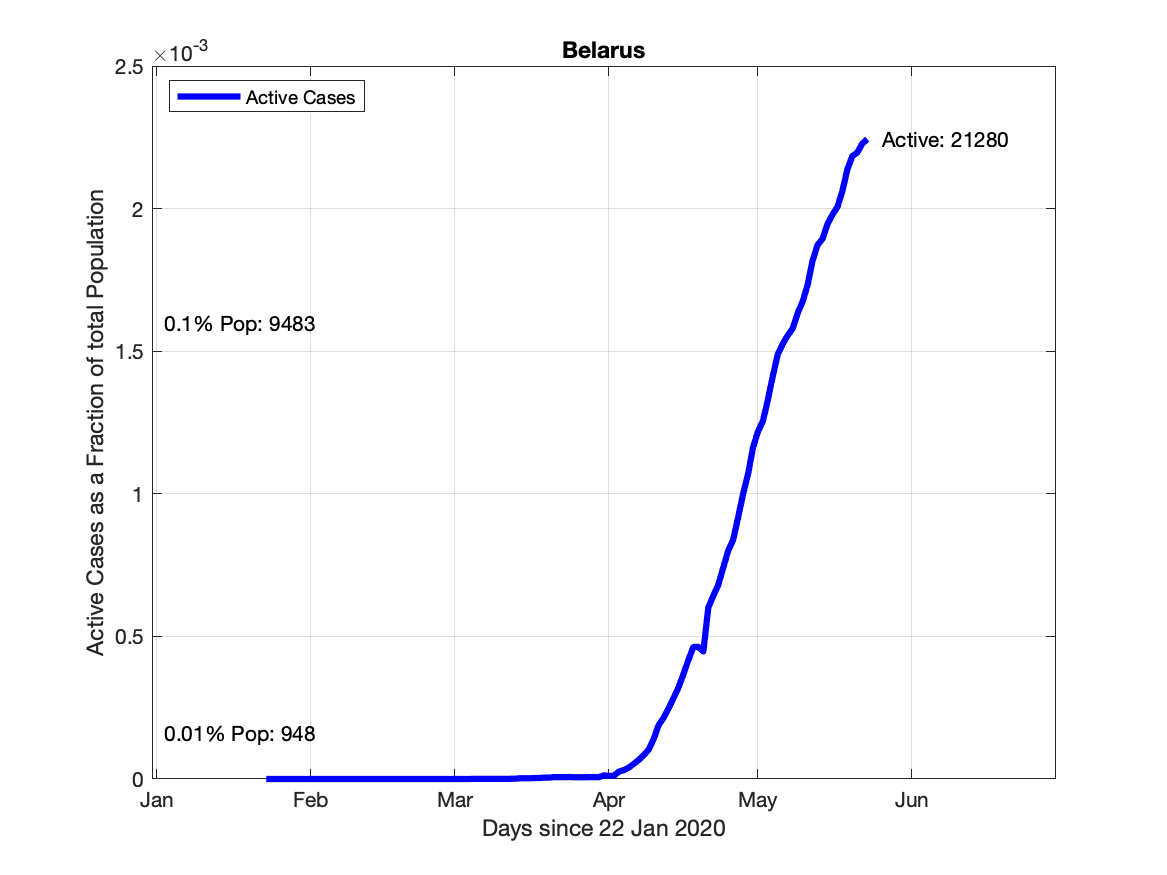 Belarus
×10-3
2.5
Active Cases
Active: 21280
2
0.1% Pop: 9483
1.5
1
0.5
0.01% Pop: 948
0
Active Cases as a Fraction of total Population
Jan Feb Mar Apr May Jun
Days since 22 Jan 2020